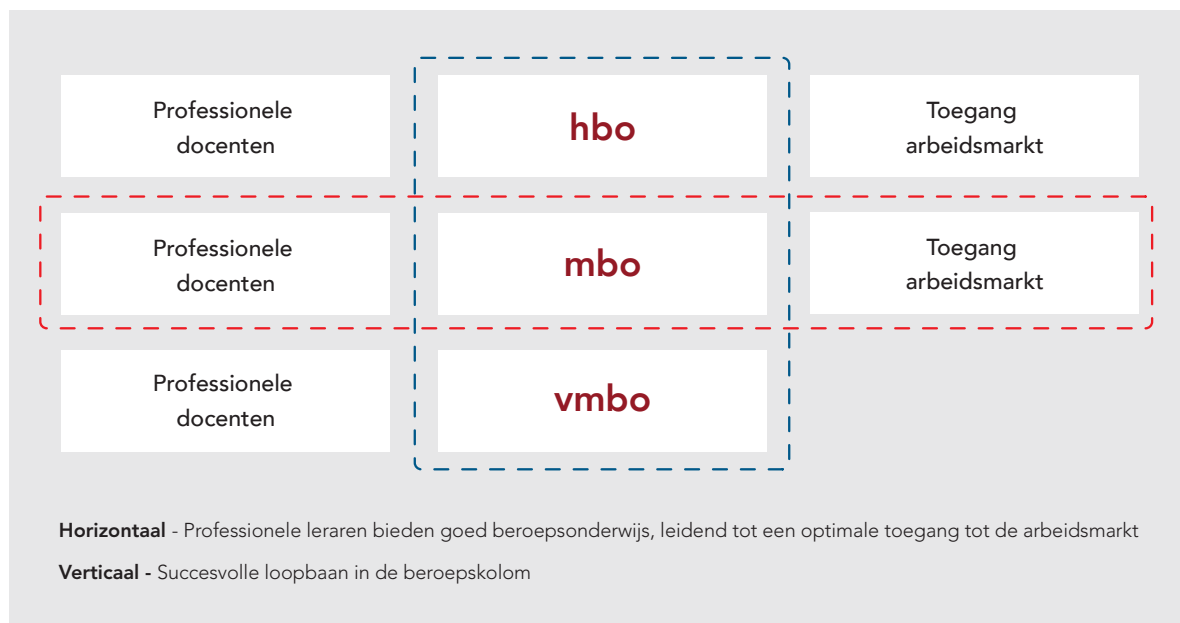 Professionele
docenten
hbo
Toegang
arbeidsmarkt
Professionele
docenten
mbo
Toegang
arbeidsmarkt
Professionele
docenten
vmbo
Horizontaal - Professionele leraren bieden goed beroepsonderwijs, leidend tot een optimale toegang tot de arbeidsmarkt
Verticaal - Succesvolle loopbaan in de beroepskolom